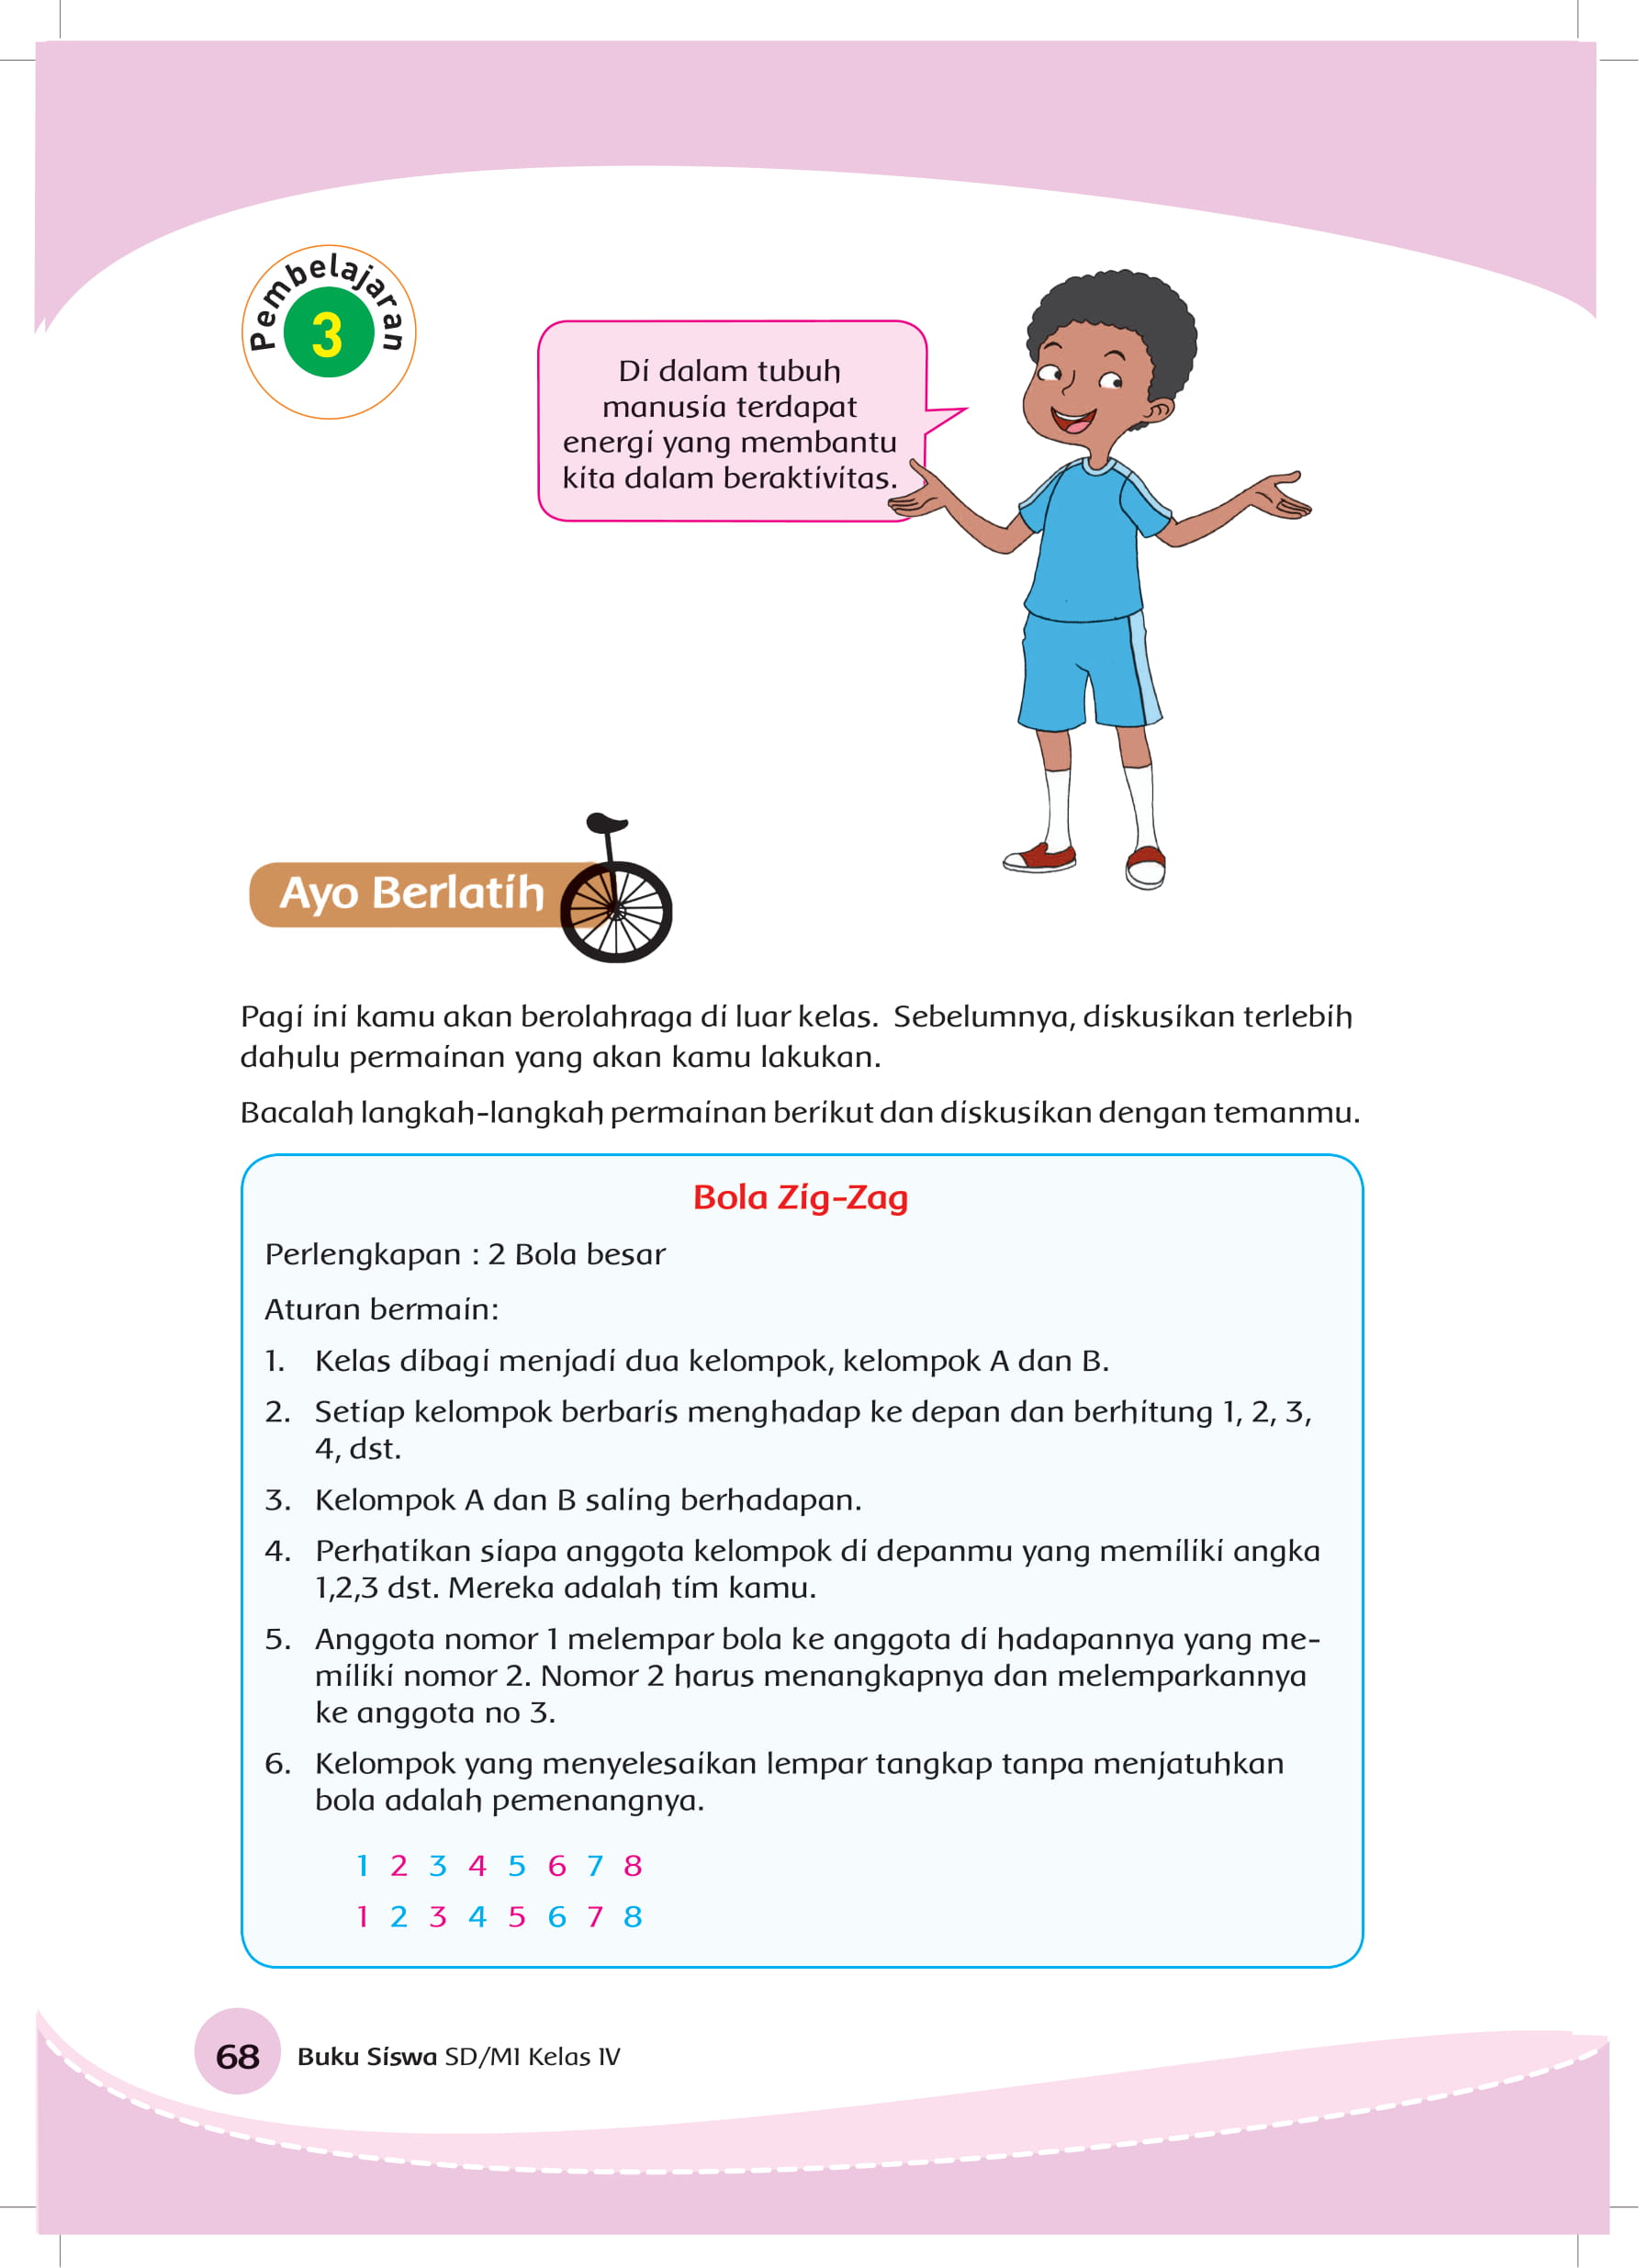 Pembelajaran
3
Di dalam tubuh
manusia terdapat
energi yang membantu
kita dalam beraktivitas.
Ayo Berlatih
Pagi ini kamu akan berolahraga di luar kelas. Sebelumnya, diskusikan terlebih
dahulu permainan yang akan kamu lakukan.
Bacalah langkah-langkah permainan berikut dan diskusikan dengan temanmu.
Bola Zig-Zag
Perlengkapan : 2 Bola besar
Aturan bermain:
1. Kelas dibagi menjadi dua kelompok, kelompok A dan B.
2. Setiap kelompok berbaris menghadap ke depan dan berhitung 1, 2, 3,
4, dst.
3. Kelompok A dan B saling berhadapan.
4. Perhatikan siapa anggota kelompok di depanmu yang memiliki angka
1,2,3 dst. Mereka adalah tim kamu.
5. Anggota nomor 1 melempar bola ke anggota di hadapannya yang me-
miliki nomor 2. Nomor 2 harus menangkapnya dan melemparkannya
ke anggota no 3.
6. Kelompok yang menyelesaikan lempar tangkap tanpa menjatuhkan
bola adalah pemenangnya.
1 2 3 4 5 6 7 8
1 2 3 4 5 6 7 8
68 Buku Siswa SD/MI Kelas IV